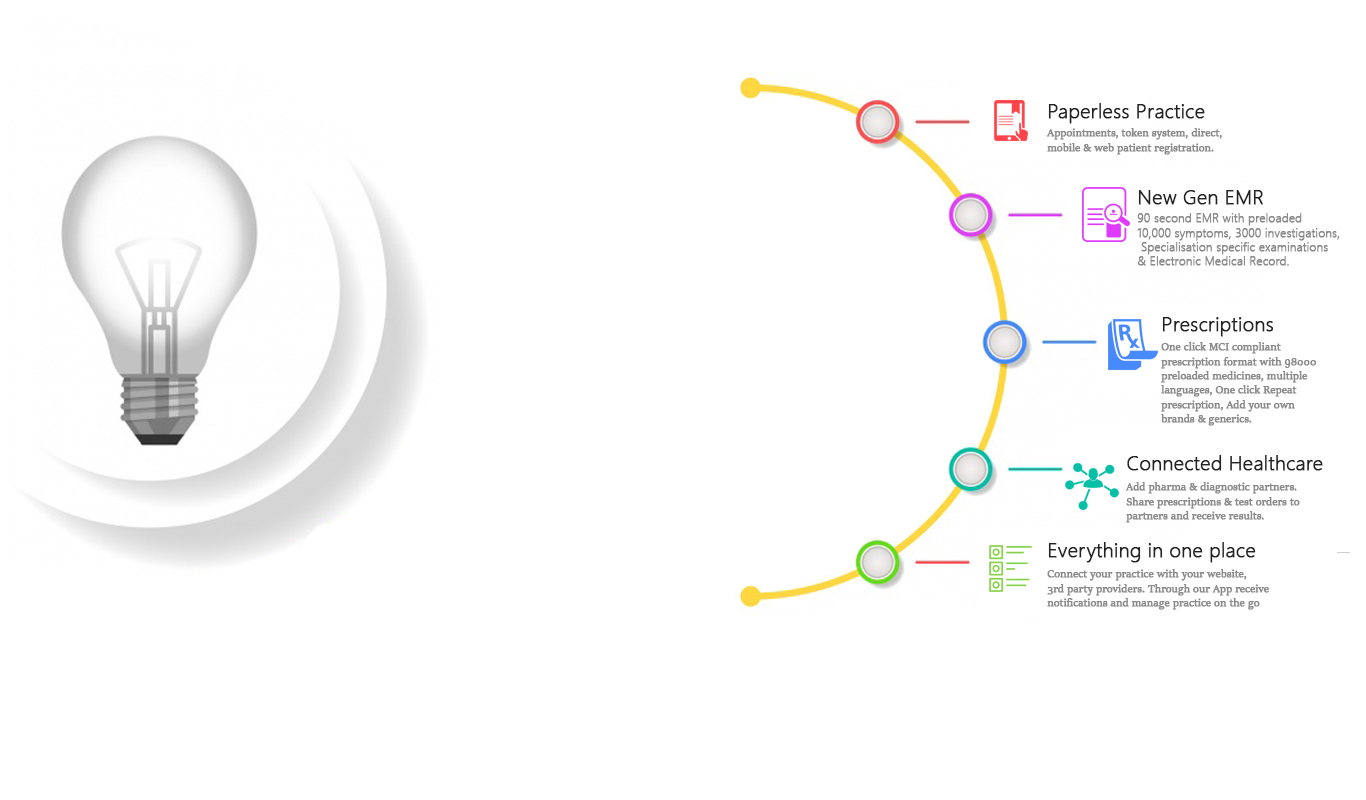 Paperless Practice
Appointments, token system, direct,
mobile & web patient registration.
New Gen EMR
90 second EMR with preloaded
10,000 symptoms, 3000 investigations,
Specialisation specific examinations
& Electronic Medical Record.
Rx
Prescriptions
One click MCI compliant
prescription format with 98000
preloaded medicines, multiple
languages, One click Repeat
prescription, Add your own
brands & generics.
Connected Healthcare
Add pharma & diagnostic partners.
Share prescriptions & test orders to
partners and receive results.
Everything in one place
Connect your practice with your website,
3rd party providers. Through our App receive
notifications and manage practice on the go